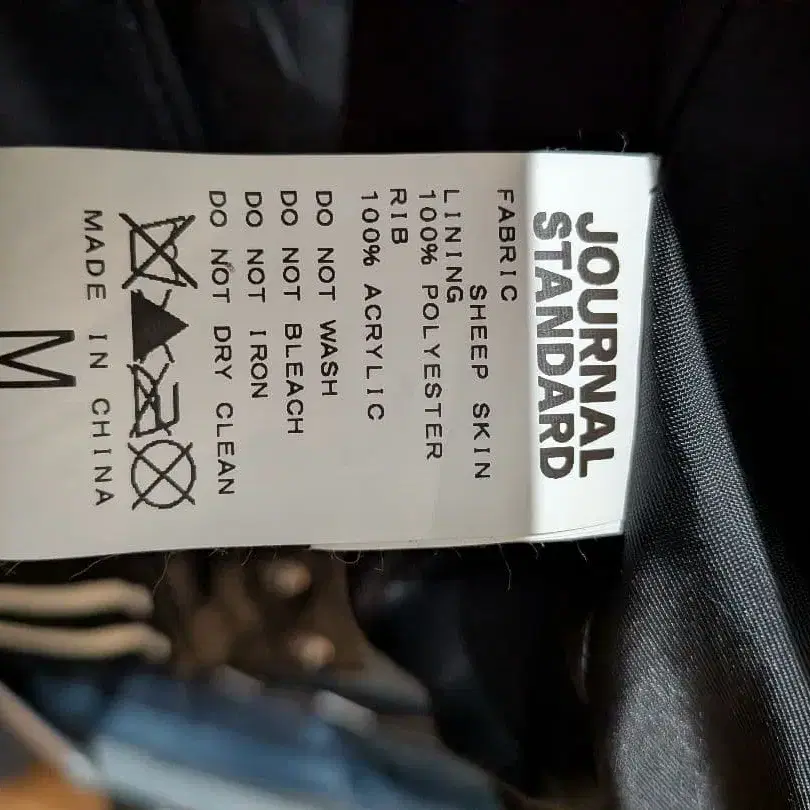 JOURNAL
STANDARD
FABRIC
SHEEP SKIN
LINING
100% POLYESTER
RIB
100% ACRYLIC
DO NOT WASH
DO NOT BLEACH
DO NOT IRON
DO NOT DRY CLEAN
MADE IN CHINA
M